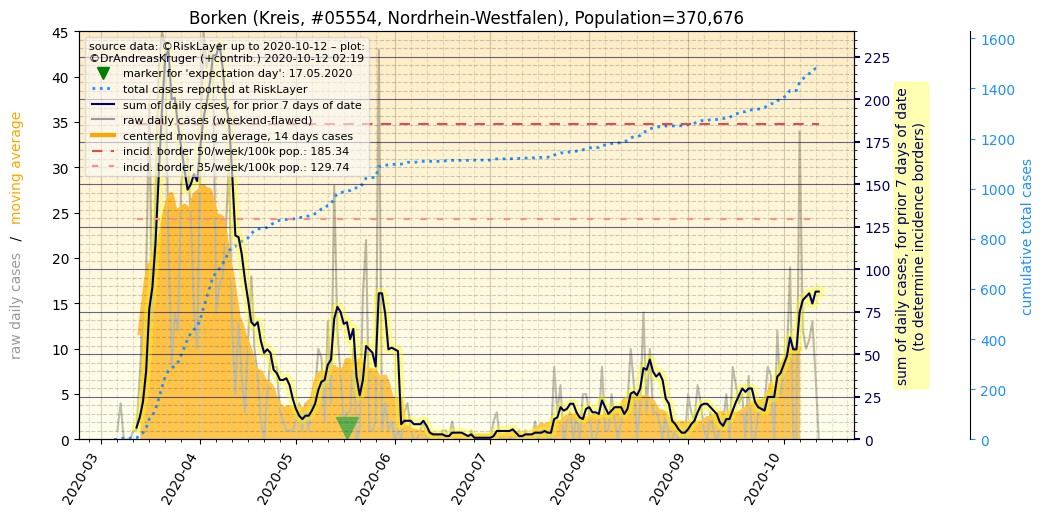 Borken (Kreis, #05554, Nordrhein-Westfalen), Population=370,676
source data: ©RiskLayer up to 2020-10-12 – plot:
©DrAndreasKruger (+contrib.) 2020-10-12 02:19
marker for 'expectation day': 17.05.2020
total cases reported at RiskLayer
sum of daily cases, for prior 7 days of date
raw daily cases (weekend-flawed)
centered moving average, 14 days cases
incid. border 50/week/100k pop.: 185.34
incid. border 35/week/100k pop.: 129.74
raw daily cases / moving average
45
40
35
30
25
20
15
10
5
0
2020-03
2020-04
2020-05
2020-06
2020-07
2020-08
2020-09
2020-10
225
200
175
150
125
100
75
50
25
0
sum of daily cases, for prior 7 days of date
(to determine incidence borders)
1600
1400
1200
1000
800
600
400
200
0
cumulative total cases